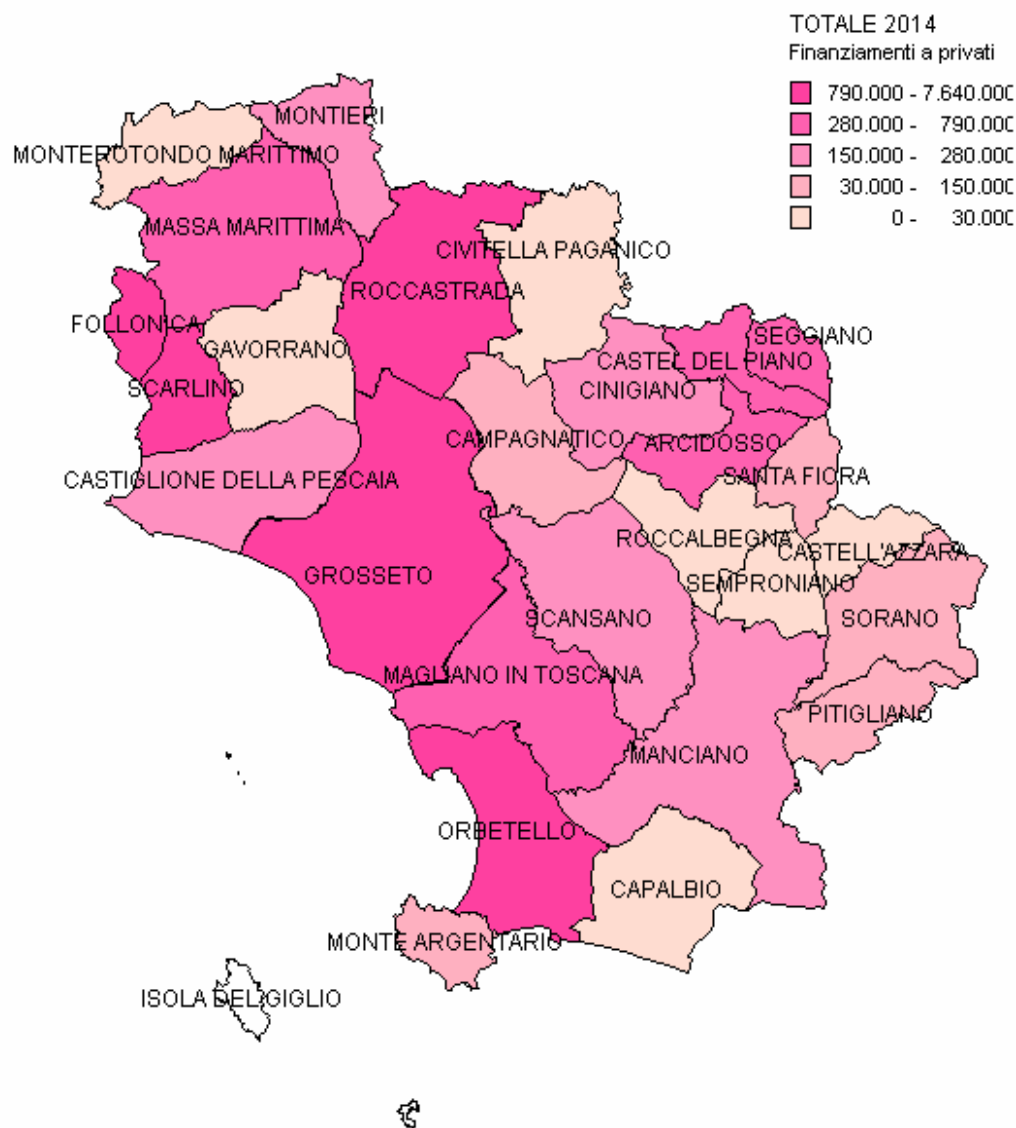 TOTALE 2014
Finanziamenti a privati
790.000 - 7.640.000
280.000 - 790.000
150.000 - 280.000
30.000 - 150.000
0 - 30.000
MONTIERI
MONTEROTONDO MARITTIMO
MASSA MARITTIMA
CIVITELLA PAGANICO
ROCCASTRADA
FOLLONICA
GAVORRANO
SEGGIANO
CASTEL DEL PIANO
SCARLINO
CINIGIANO
CAMPAGNATICO
ARCIDOSSO
CASTIGLIONE DELLA PESCAIA
SANTA FIORA
ROCCALBEGNA
CASTELL'AZZARA
GROSSETO
SEMPRONIANO
SCANSANO
SORANO
MAGLIANO IN TOSCANA
PITIGLIANO
MANCIANO
ORBETELLO
CAPALBIO
MONTE ARGENTARIO
ISOLA DEL GIGLIO